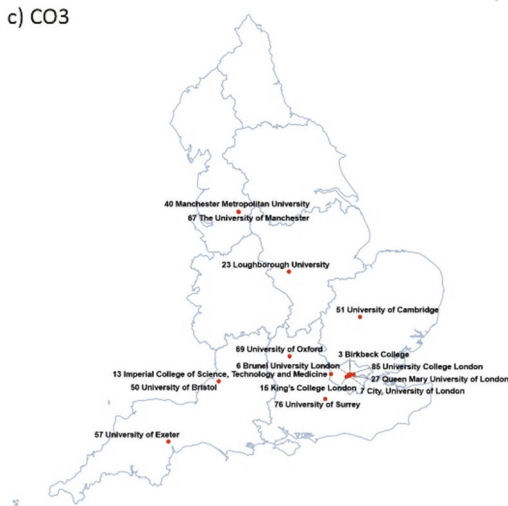 c) CO3
40 Manchester Metropolitan University
67 The University of Manchester
23 Loughborough University
51 University of Cambridge
69 University of Oxford
3 Birkbeck College
6 Brunel University London
85 University College London
13 Imperial College of Science, Technology and Medicine
27 Queen Mary University of London
50 University of Bristol
15 King's College London
7 City, University of London
76 University of Surrey
57 University of Exeter